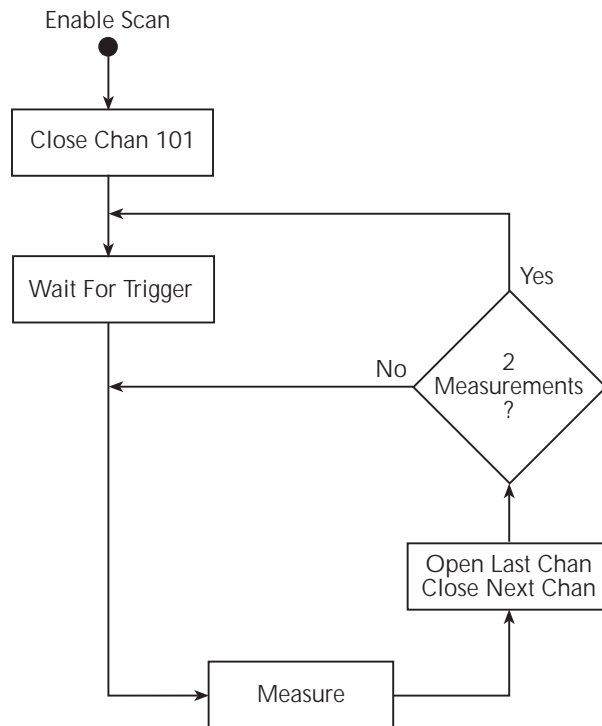 Enable Scan
Close Chan 101
Wait For Trigger
Yes
No
2
Measurements
?
Open Last Chan
Close Next Chan
Measure